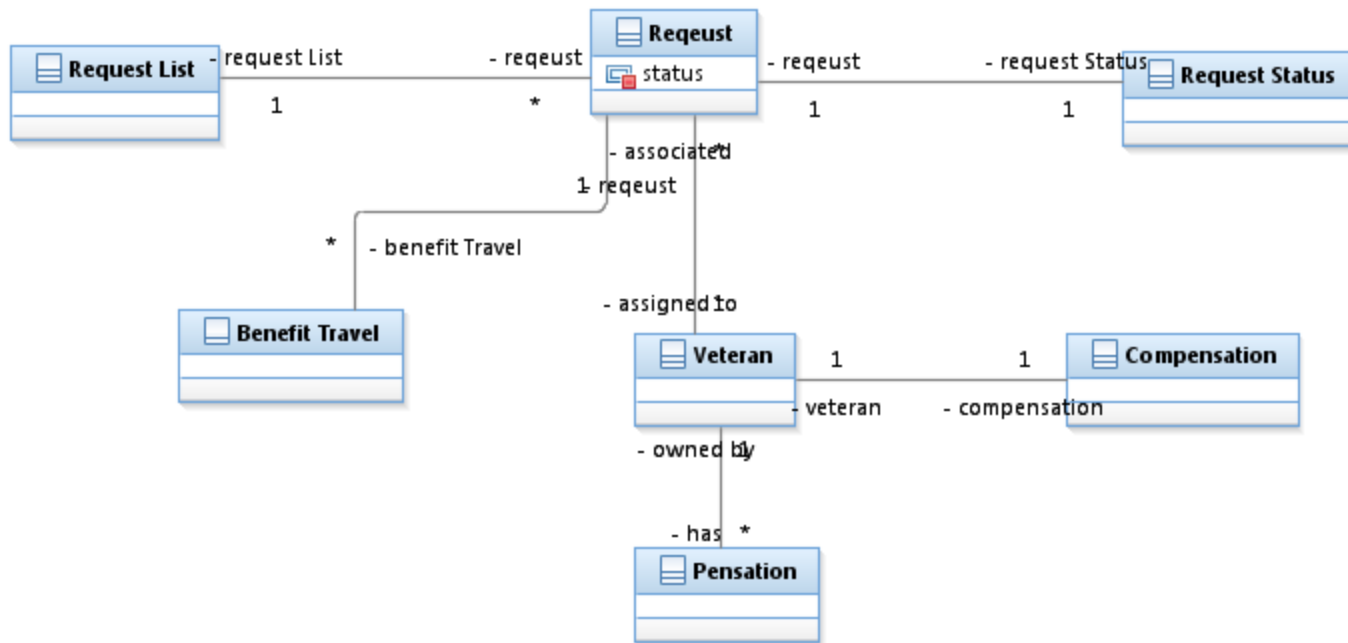 Reqeust
- request List
- reqeust
- reqeust
- request Status
Request List
status
Request Status
1
*
1
1
- associated
*
1
- reqeust
*
- benefit Travel
- assigned to
1
Benefit Travel
Veteran
1
1
Compensation
- veteran
- compensation
- owned by
1
- has
*
Pensation